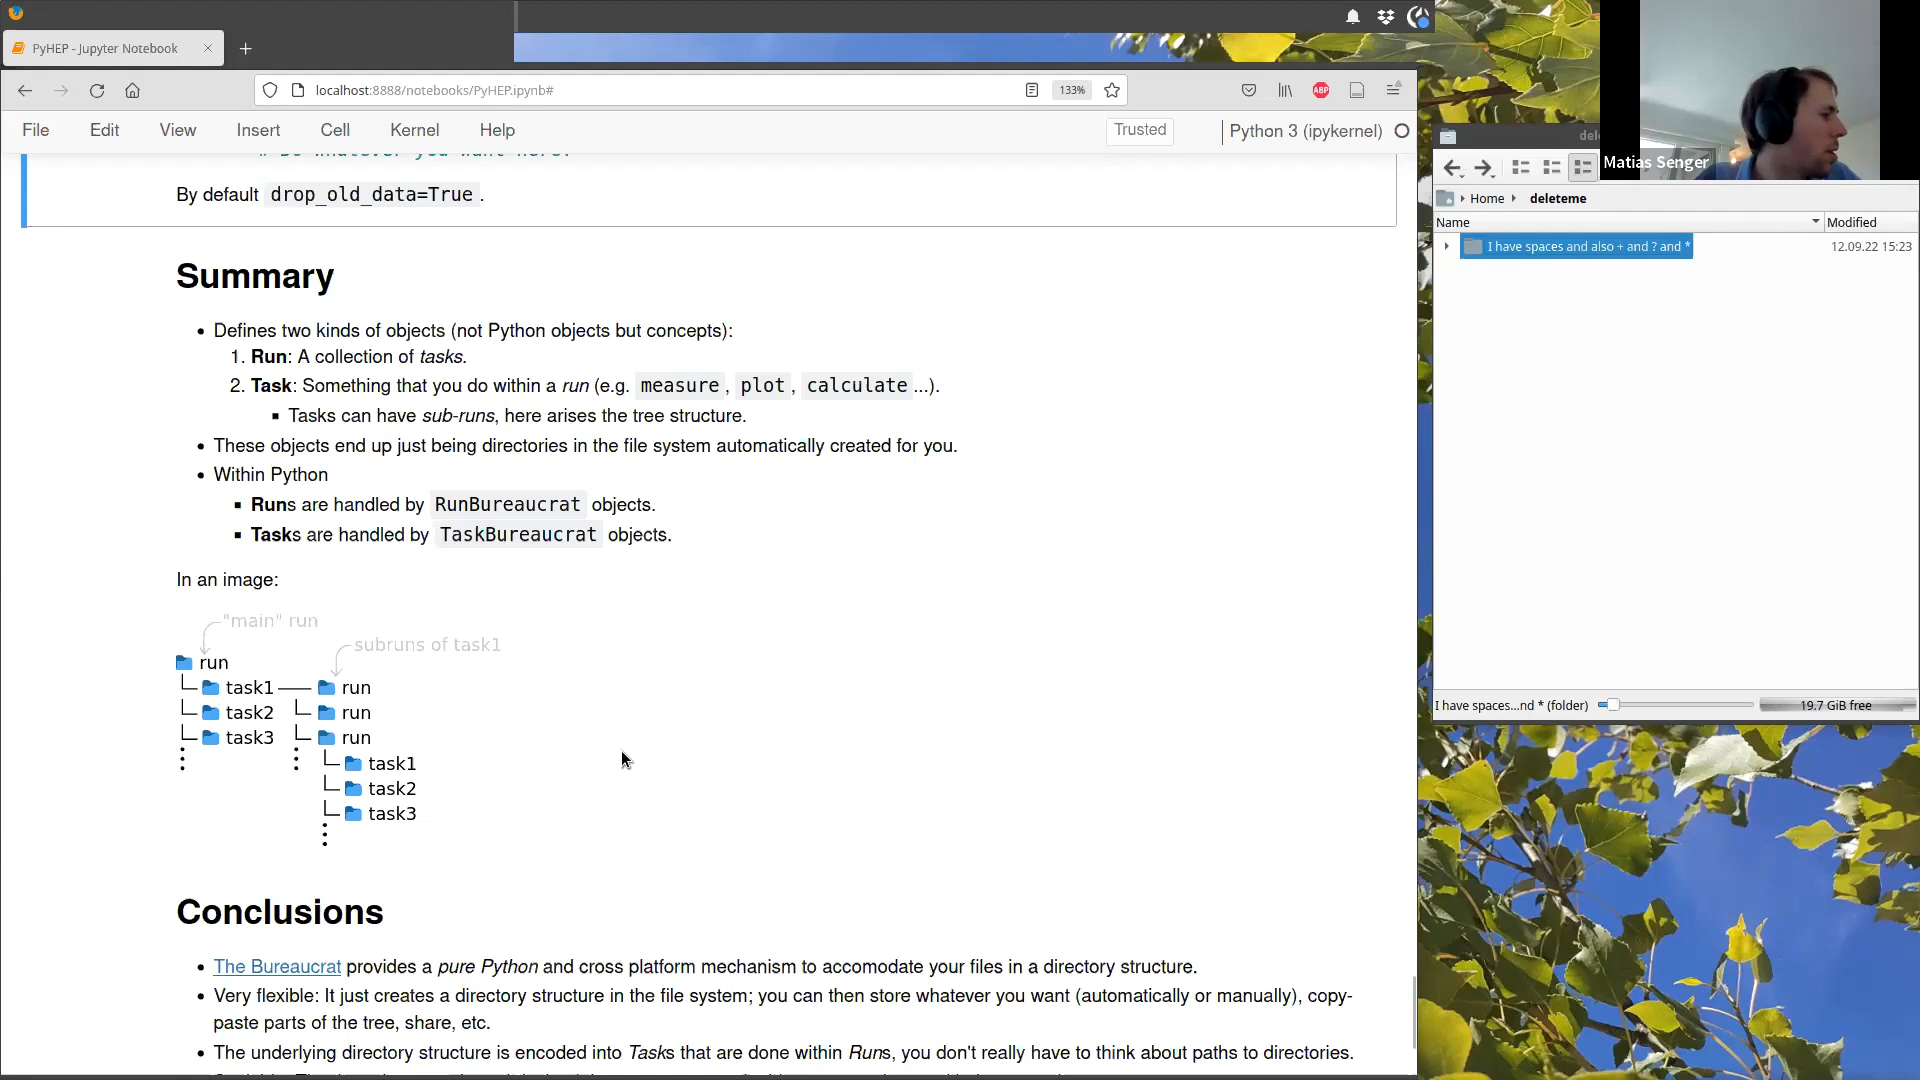 PyHEP - Jupyter Notebook
localhost:8888/notebooks/PyHEP.ipynb#
133%
ABP
File Edit View Insert Cell Kernel Help
Trusted
Python 3 (ipykernel)
# Do whatever you want here.
By default drop_old_data=True .
Summary
• Defines two kinds of objects (not Python objects but concepts):
1. Run: A collection of tasks.
2. Task: Something that you do within a run (e.g. measure, plot, calculate...).
▪ Tasks can have sub-runs, here arises the tree structure.
• These objects end up just being directories in the file system automatically created for you.
• Within Python
▪ Runs are handled by RunBureaucrat objects.
▪ Tasks are handled by TaskBureaucrat objects.
In an image:
"main" run
subruns of task1
run
task1 run
task2 run
task3 run
task1
task2
task3
Conclusions
• The Bureaucrat provides a pure Python and cross platform mechanism to accomodate your files in a directory structure.
• Very flexible: It just creates a directory structure in the file system; you can then store whatever you want (automatically or manually), copy-
paste parts of the tree, share, etc.
• The underlying directory structure is encoded into Tasks that are done within Runs, you don't really have to think about paths to directories.
Matias Senger
Home deleteme
Name Modified
I have spaces and also + and ? and * 12.09.22 15:23
I have spaces...nd * (folder) 19.7 GiB free